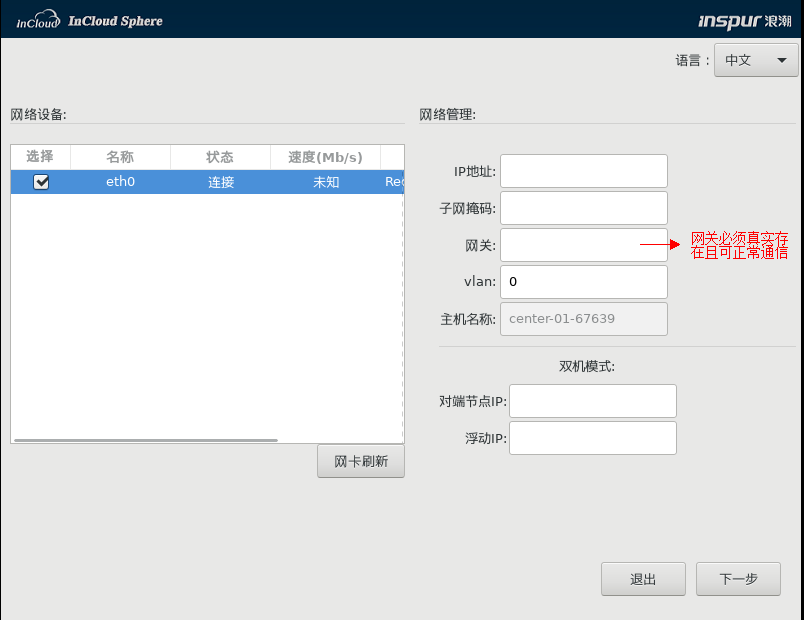 InCloud InCloud Sphere
inspur 浪潮
语言： 中文
网络设备:
选择 名称 状态 速度(Mb/s)
eth0 连接 未知 Rec
网卡刷新
网络管理:
IP地址:
子网掩码:
网关:
网关必须真实存
在且可正常通信
vlan: 0
主机名称: center-01-67639
双机模式:
对端节点IP:
浮动IP:
退出 下一步